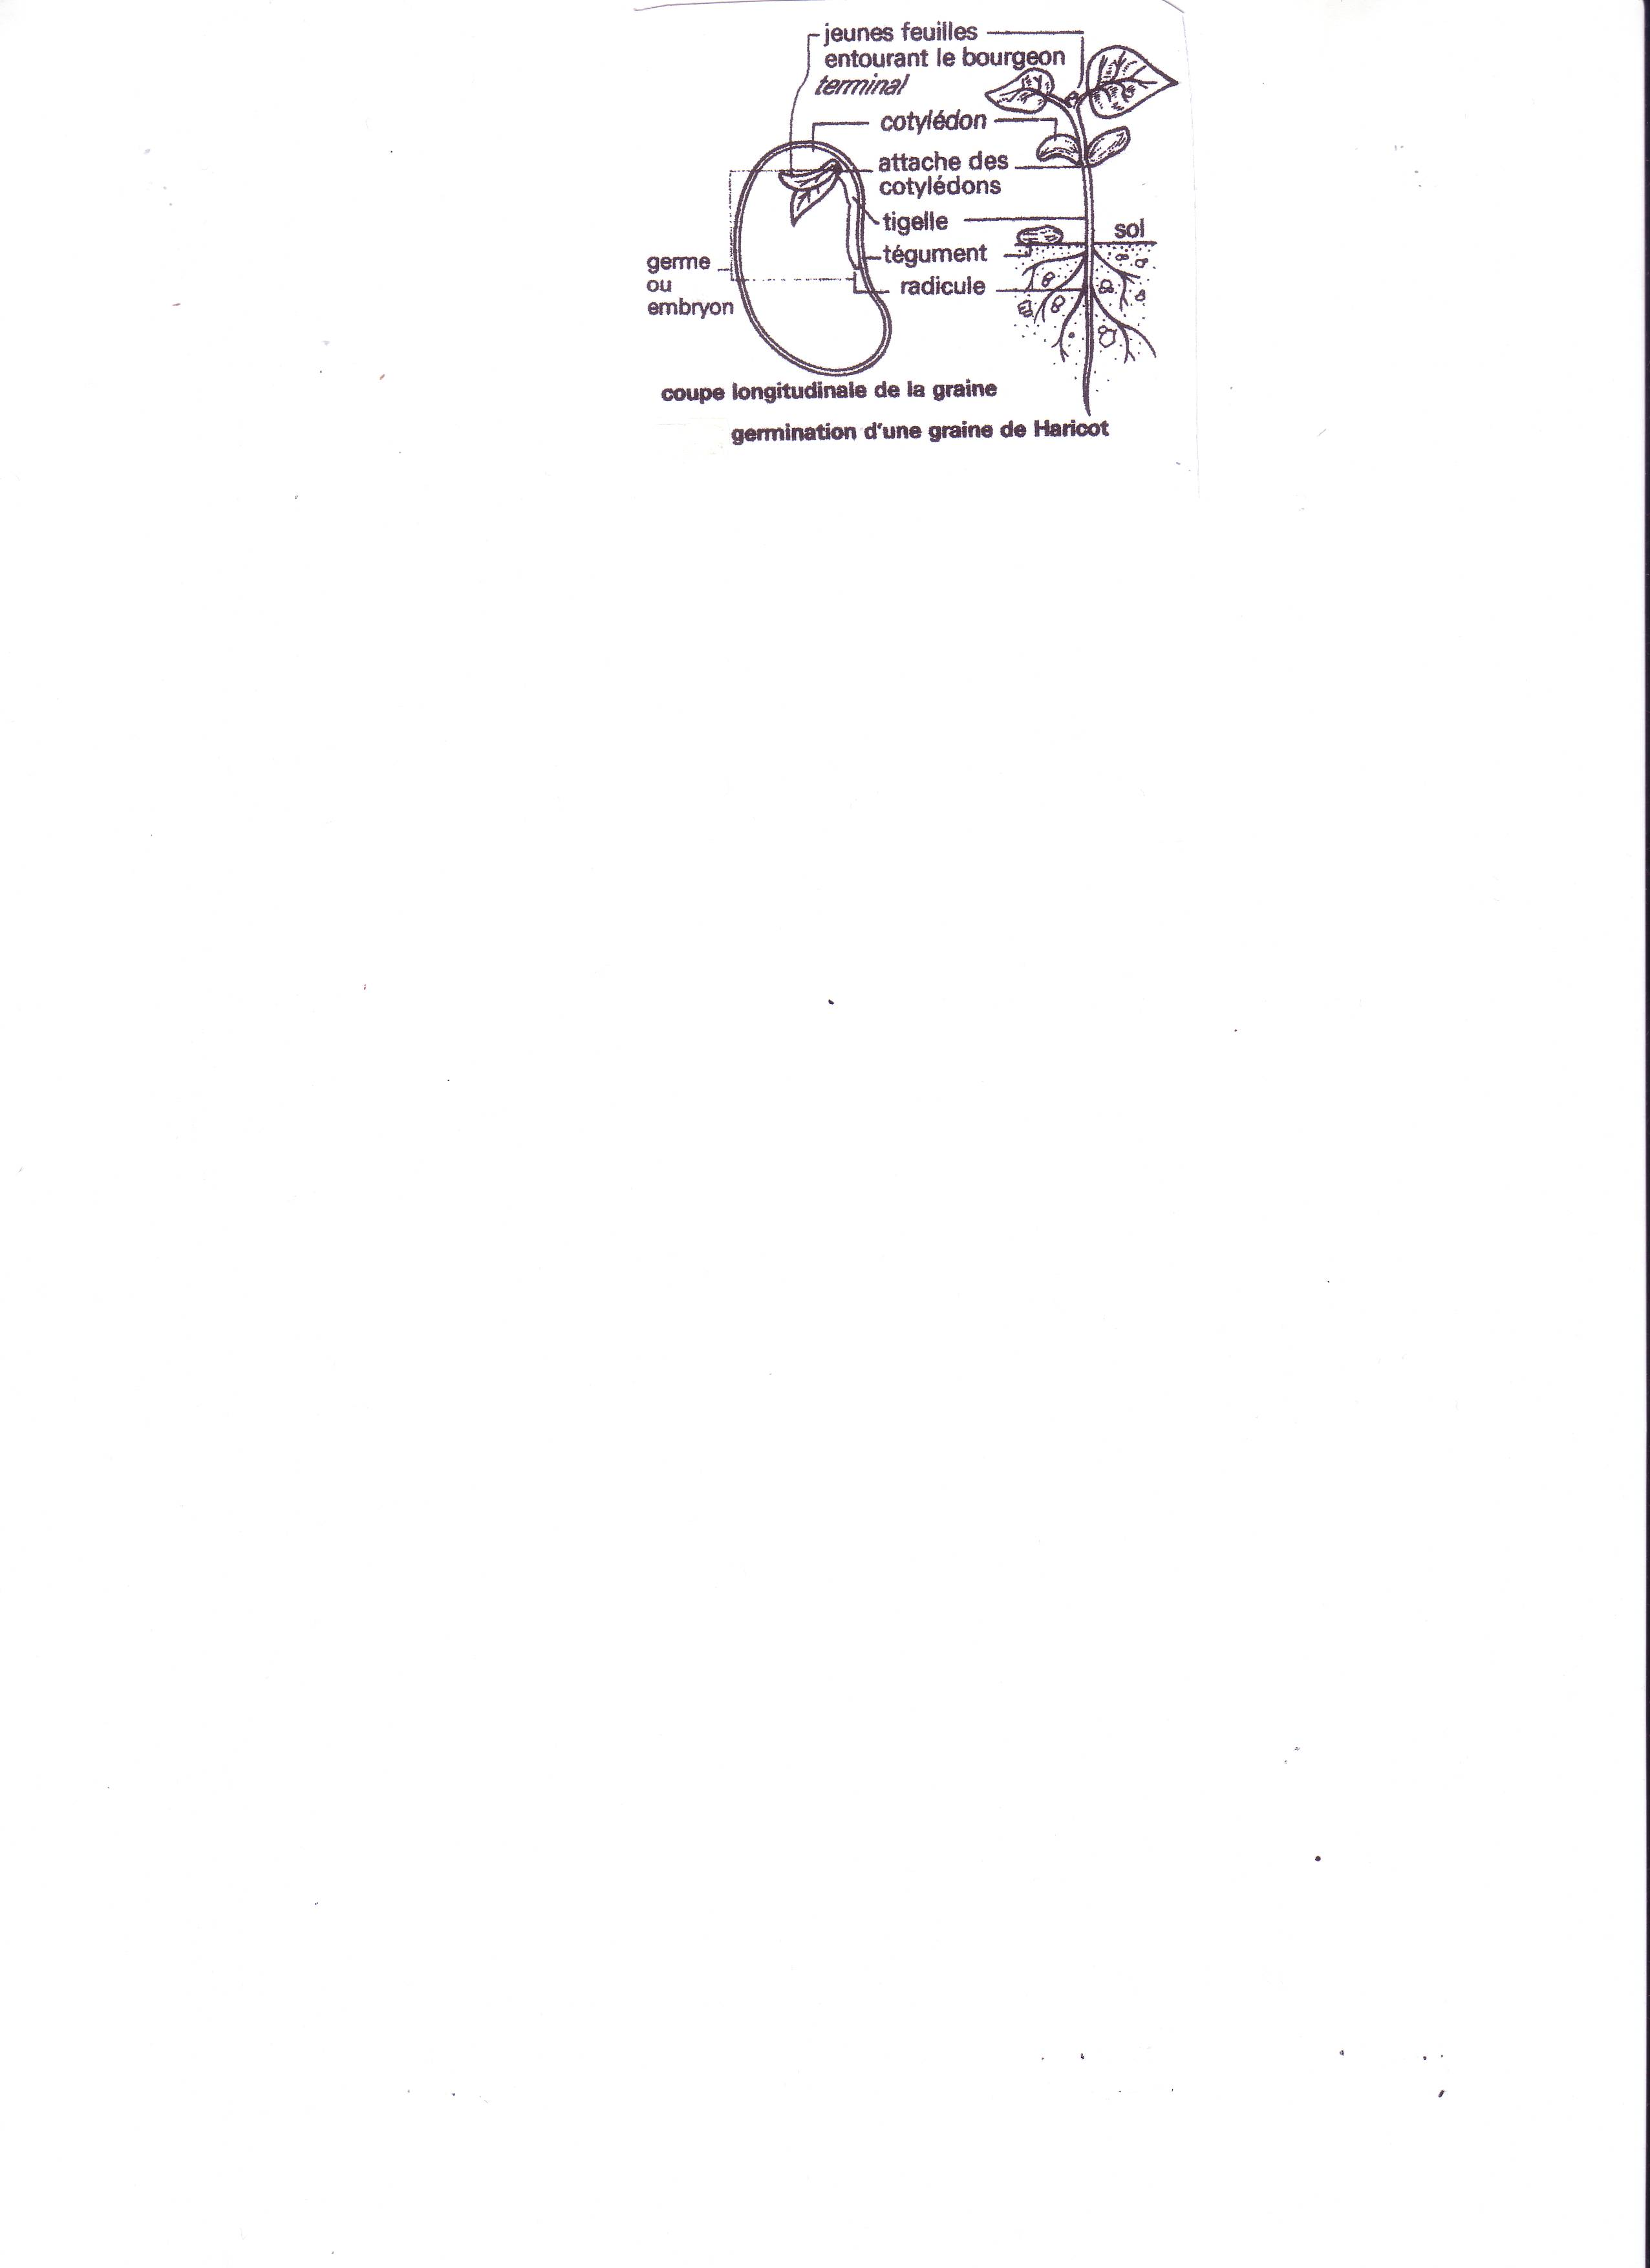 jeunes feuilles
entourant le bourgeon
terminal
cotylédon
attache des
cotylédons
tigelle
sol
tégument
germe
ou
embryon
radicule
coupe longitudinale de la graine
germination d'une graine de Haricot